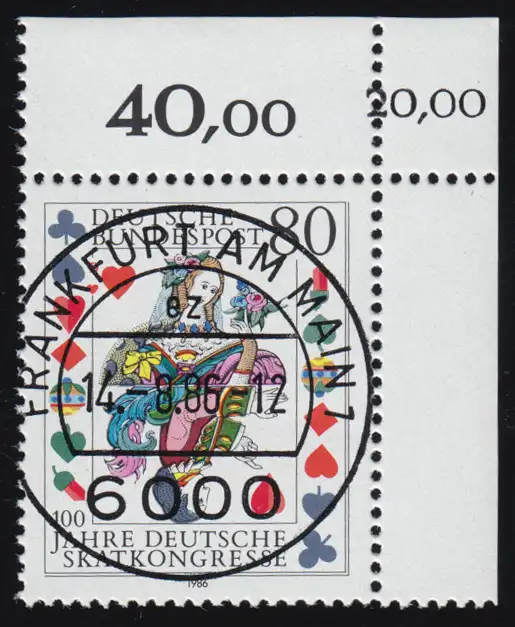 40,00
20,00
DEUTSCHE
BUNDESPOST
80
FRANKFURT AM MAIN 1
ez
14.-8.86-12
6000
100
JAHRE DEUTSCHE
SKATKONGRESSE
1986